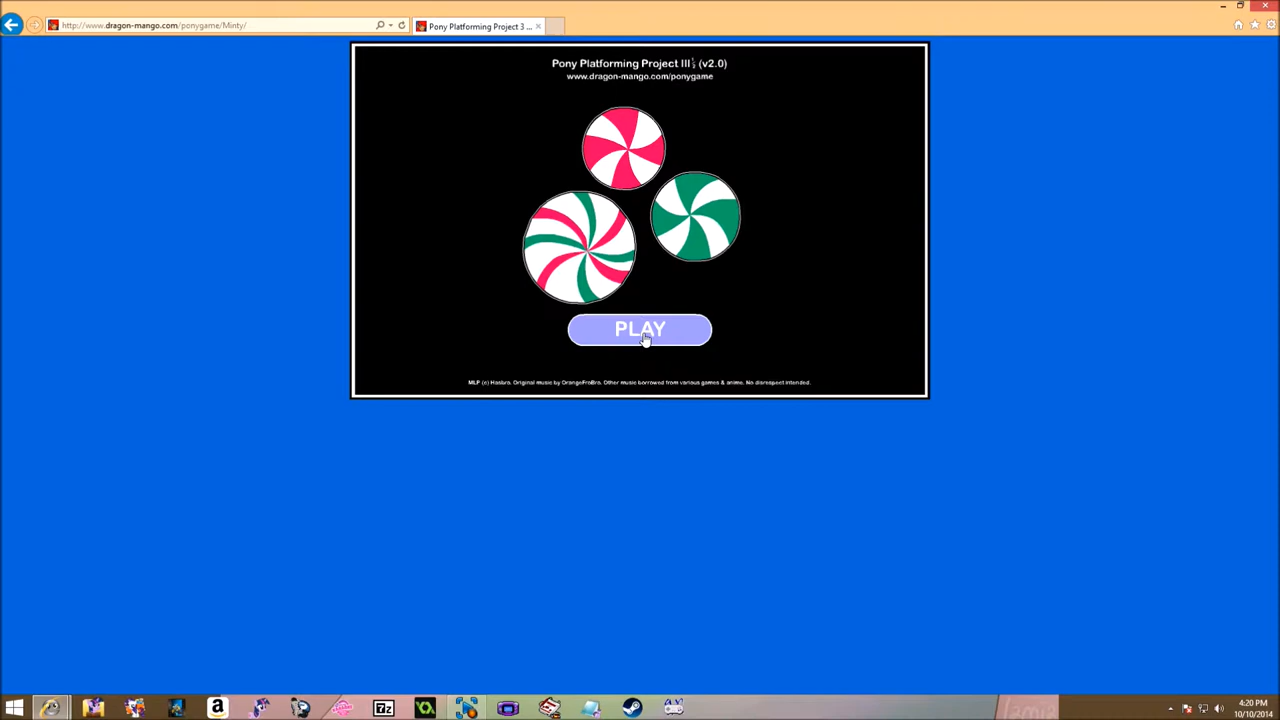 http://www.dragon-mango.com/ponygame/Minty/
Pony Platforming Project 3 ...
Pony Platforming Project III½ (v2.0)
www.dragon-mango.com/ponygame
PLAY
MLP (c) Hasbro. Original music by OrangeFroBro. Other music borrowed from various games & anime. No disrespect intended.
a
7z
4:20 PM
10/10/2014